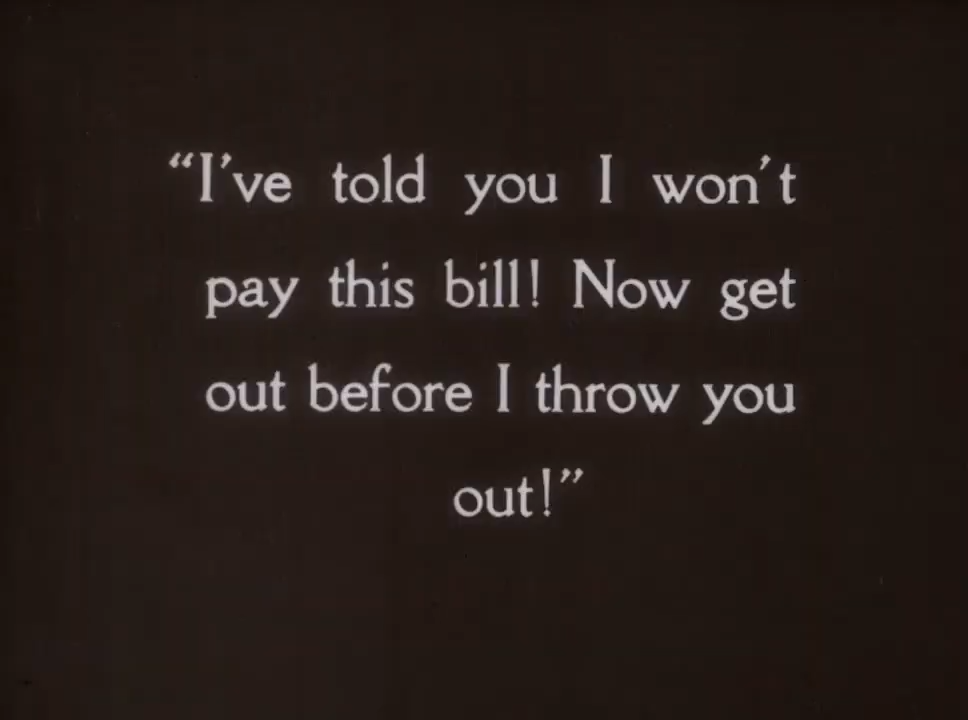 “I’ve told you I won’t
pay this bill! Now get
out before I throw you
out!”